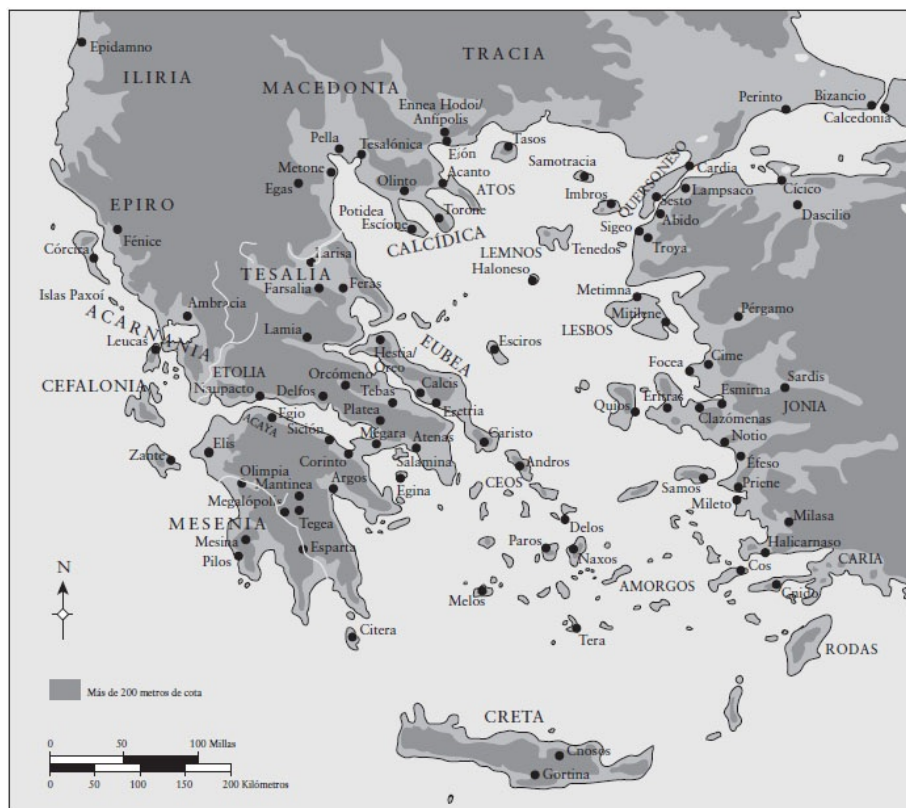 Epidamno
ILIRIA
TRACIA
MACEDONIA
Ennea Hodoi/
Anfípolis
Perinto
Bizancio
Calcedonia
Pella
Tesalónica
Eión
Tasos
Samotracia
Cardia
Metone
Egas
Olinto
Acanto
ATOS
Imbros
QUERSONESO
Lampsaco
Sesto
Cícico
Dascilio
EPIRO
Potidea
Escíone
Torone
CALCÍDICA
Abido
Sigeo
Troya
Tenedos
Fénice
Córcira
Larisa
TESALIA
LEMNOS
Haloneso
Islas Paxoí
Farsalia
Feras
Metimna
Ambracia
ACARNANIA
Mitilene
LESBOS
Pérgamo
Leucas
Lamia
Hestia/
Oreo
EUBEA
Esciros
Focea
Cime
ETOLIA
Orcómeno
CEFALONIA
Naupacto
Delfos
Tebas
Calcis
Esmirna
Sardis
JONIA
Egio
Platea
Eretria
Quíos
Eritras
Clazómenas
ACAYA
Sición
Mégara
Atenas
Caristo
Notio
Zante
Elis
Corinto
Salamina
Andros
Éfeso
Olimpia
Mantinea
Argos
Egina
CEOS
Samos
Priene
Mileto
Megalópolis
MESENIA
Tegea
Delos
Milasa
Mesina
Pilos
Esparta
Paros
Naxos
Halicarnaso
Cos
CARIA
N
Melos
AMORGOS
Cnido
Citera
Tera
RODAS
Más de 200 metros de cota
CRETA
0 50 100 Millas
Cnosos
Gortina
0 50 100 150 200 Kilómetros